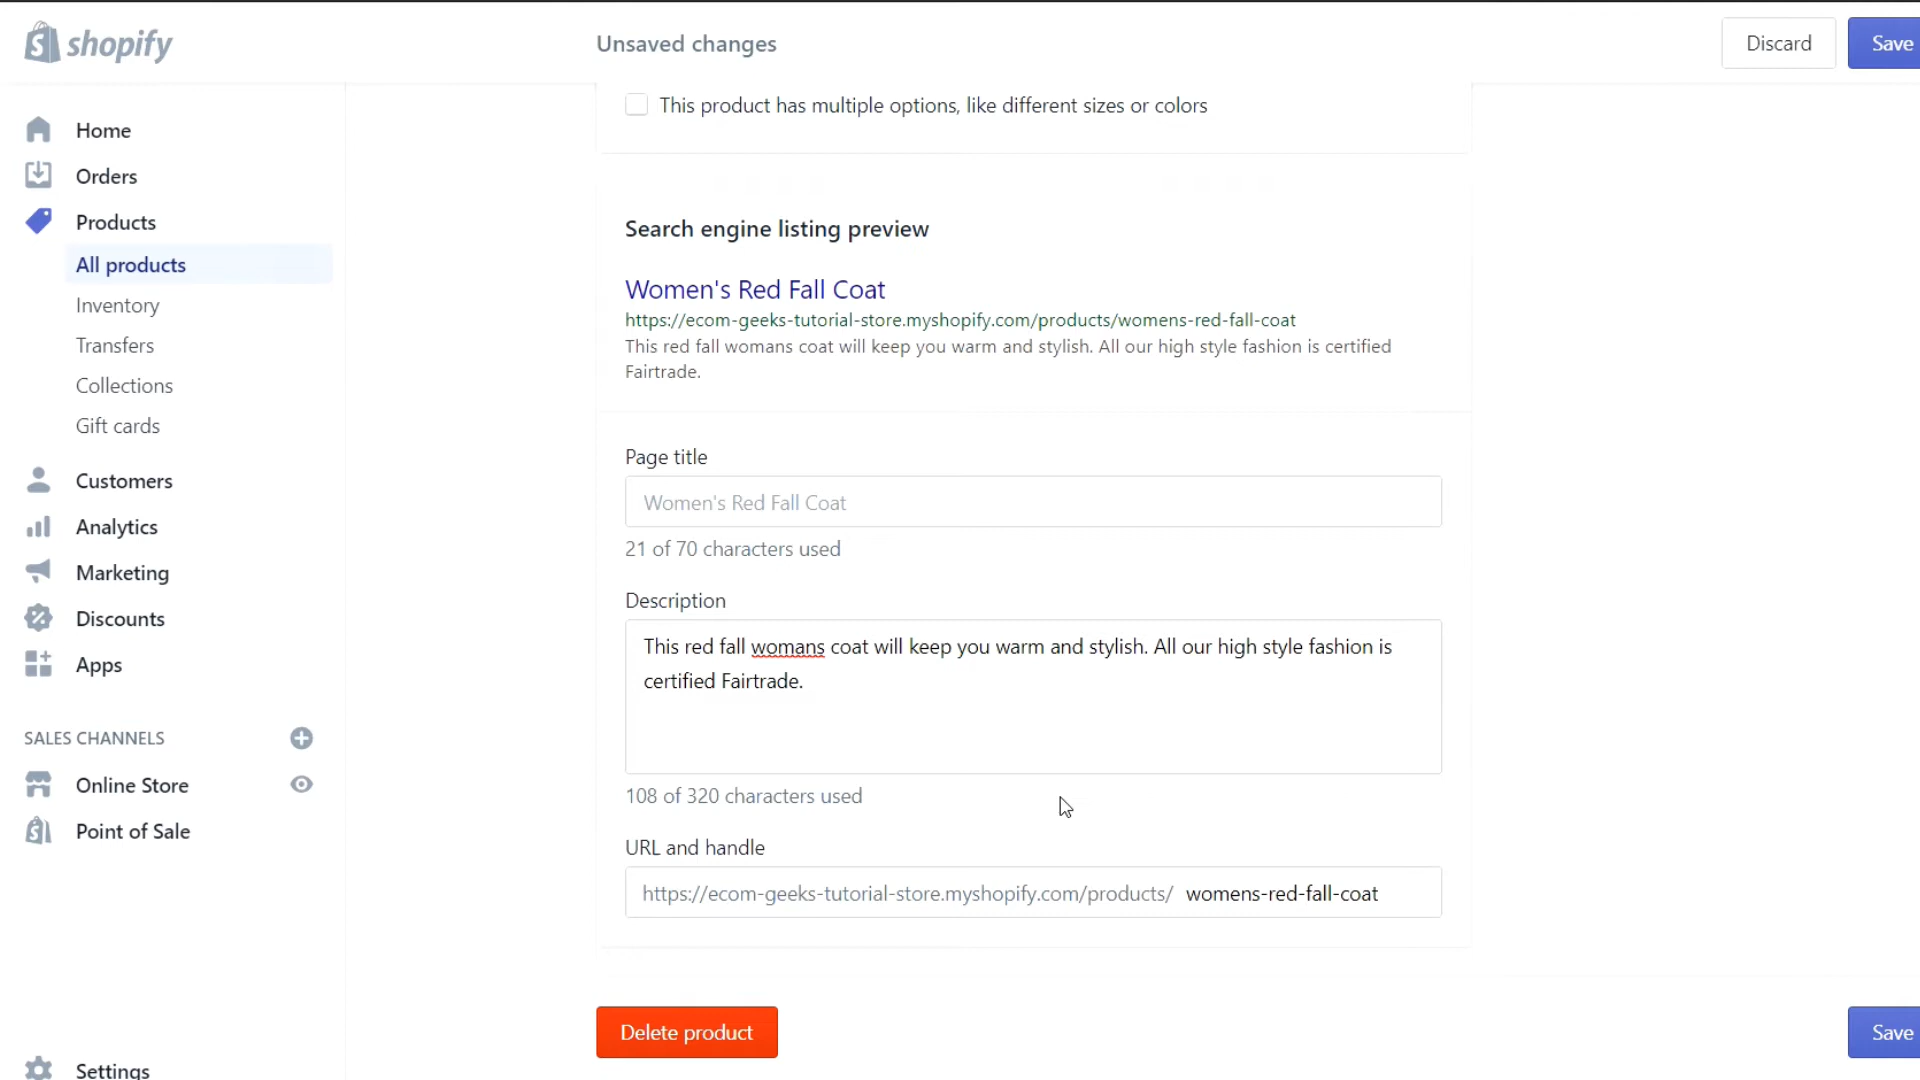 shopify
Unsaved changes
Discard
Save
This product has multiple options, like different sizes or colors
Home
Orders
Products
All products
Inventory
Transfers
Collections
Gift cards
Customers
Analytics
Marketing
Discounts
Apps
SALES CHANNELS
Online Store
Point of Sale
Settings
Search engine listing preview
Women's Red Fall Coat
https://ecom-geeks-tutorial-store.myshopify.com/products/womens-red-fall-coat
This red fall womans coat will keep you warm and stylish. All our high style fashion is certified
Fairtrade.
Page title
Women's Red Fall Coat
21 of 70 characters used
Description
This red fall womans coat will keep you warm and stylish. All our high style fashion is
certified Fairtrade.
108 of 320 characters used
URL and handle
https://ecom-geeks-tutorial-store.myshopify.com/products/ womens-red-fall-coat
Delete product
Save